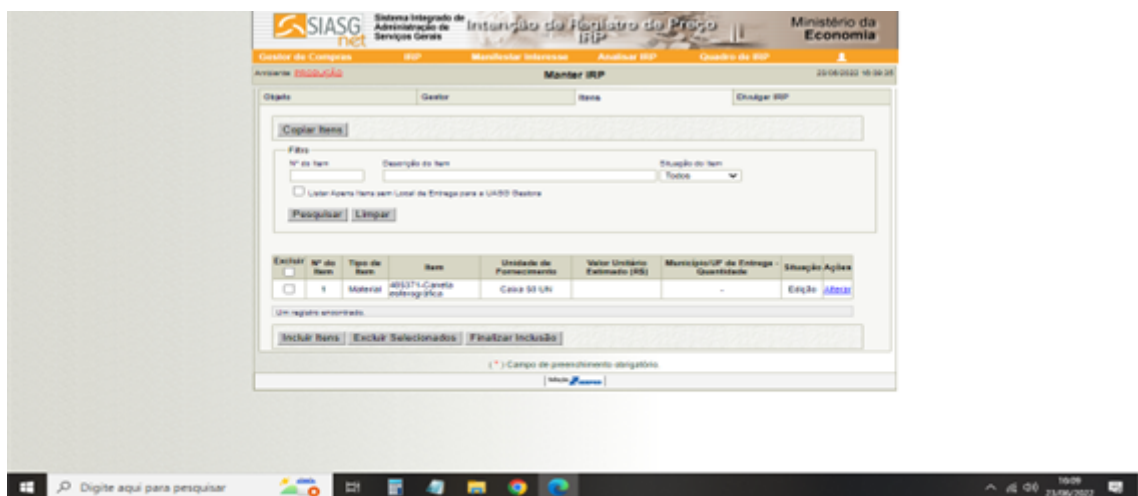 SIASG net
Sistema Integrado de
Administração de
Serviços Gerais
Intenção de Registro de Preço
IRP
Ministério da
Economia
Gestor de Compras IRP Manifestar Interesse Analisar IRP Quadro de IRP
Ambiente PRODUÇÃO Manter IRP 23/06/2022
Objeto Gestor Itens Divulgar IRP
Copiar Itens
Filtro
Nº do Item Descrição do Item Situação do Item
Todos
Listar Apens Itens sem Local de Entrega para a UASG Gestora
Pesquisar Limpar
Excluir Nº do Item Tipo de Item Item Unidade de Fornecimento Valor Unitário Estimado (R$) Município/UF de Entrega - Quantidade Situação Ações
1 Material Caneta esferográfica Caixa 50 UN - Edição Alterar
Um registro encontrado.
Incluir Itens Excluir Selecionados Finalizar Inclusão
( * ) Campo de preenchimento obrigatório.
Digite aqui para pesquisar
16:09
23/06/2022